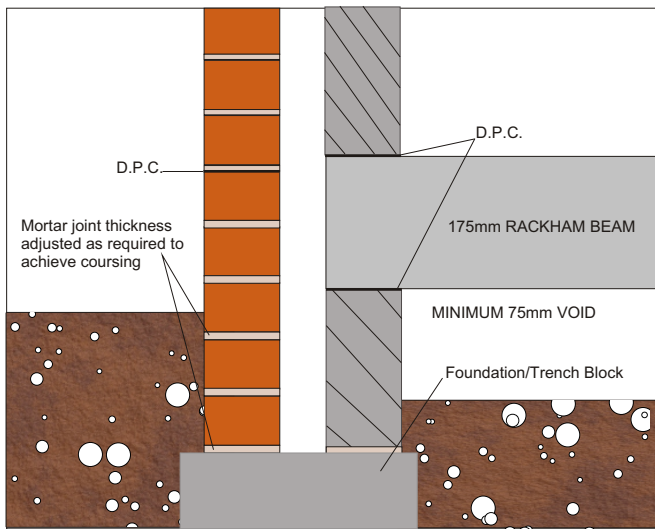 D.P.C.
D.P.C.
Mortar joint thickness
adjusted as required to
achieve coursing
175mm RACKHAM BEAM
MINIMUM 75mm VOID
Foundation/Trench Block